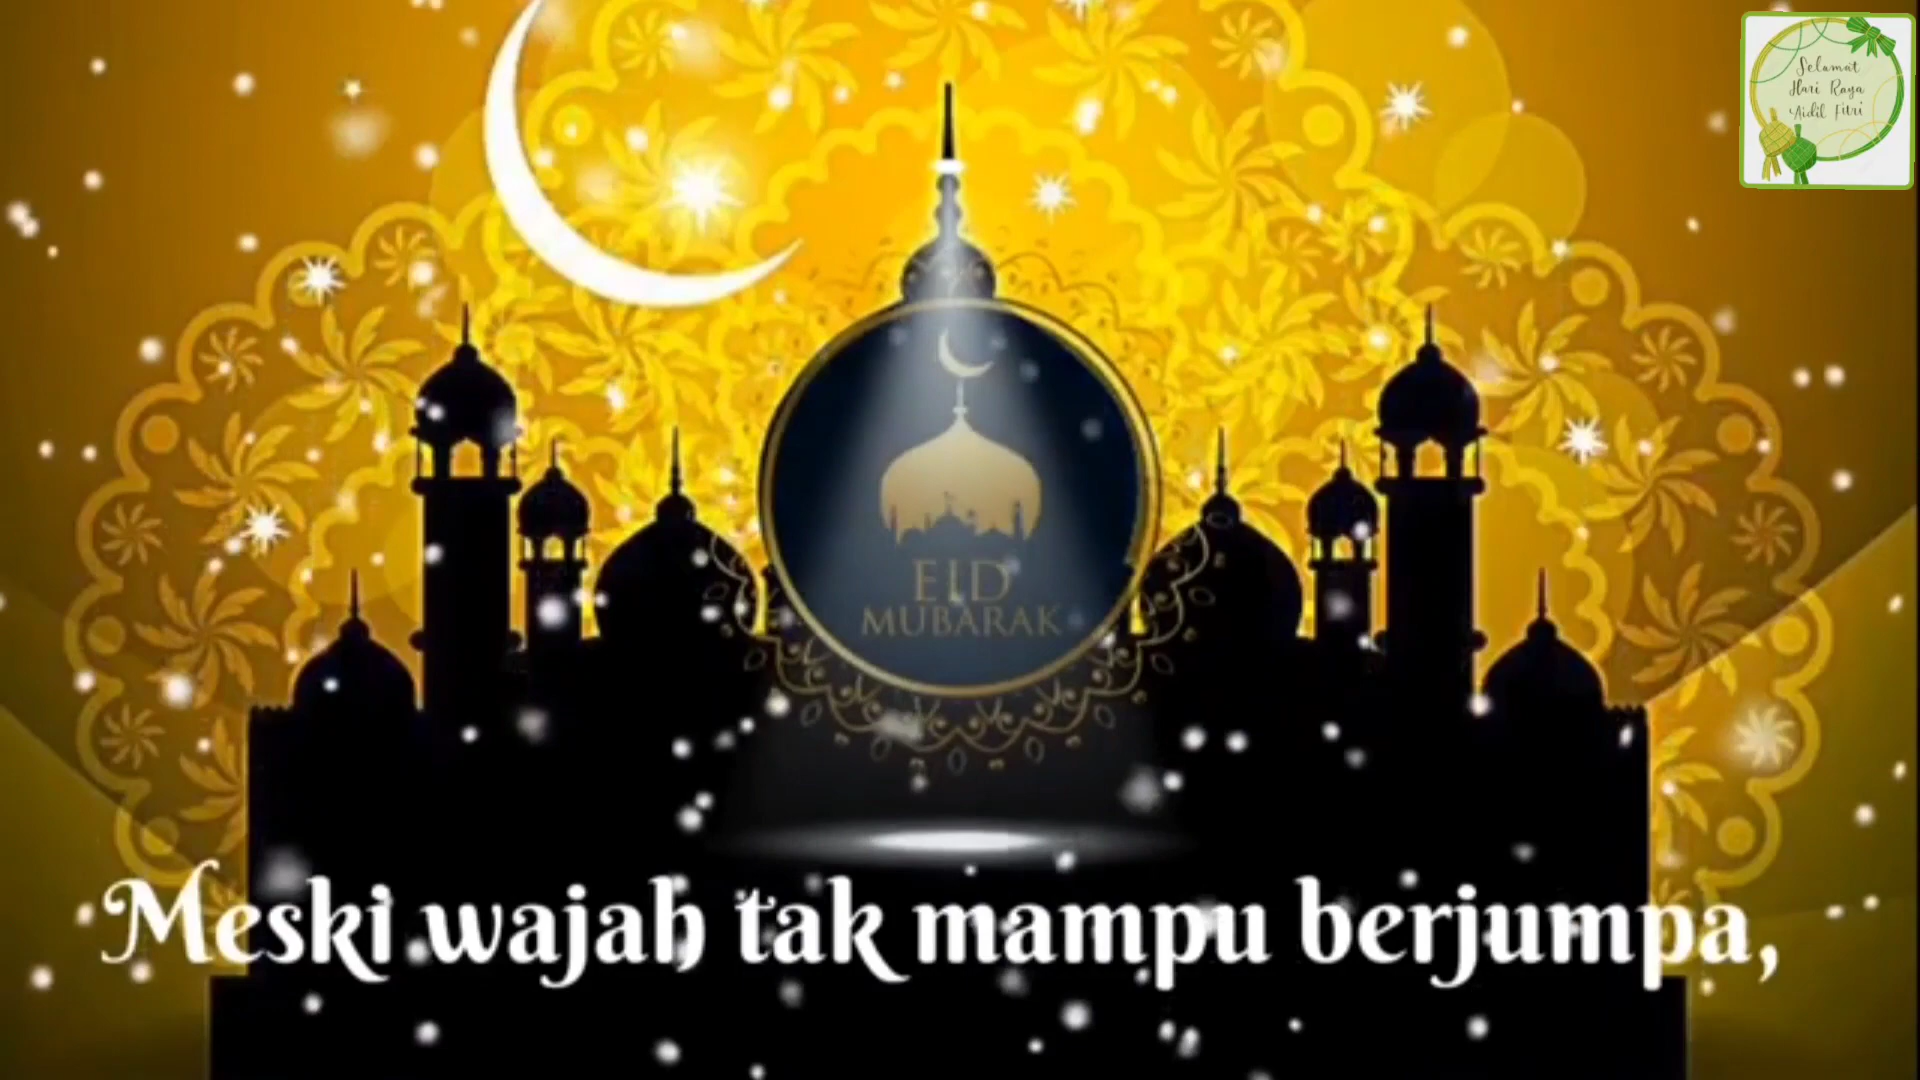 Selamat
Hari Raya
Aidil Fitri
EID
MUBARAK
Meski wajah tak mampu berjumpa,